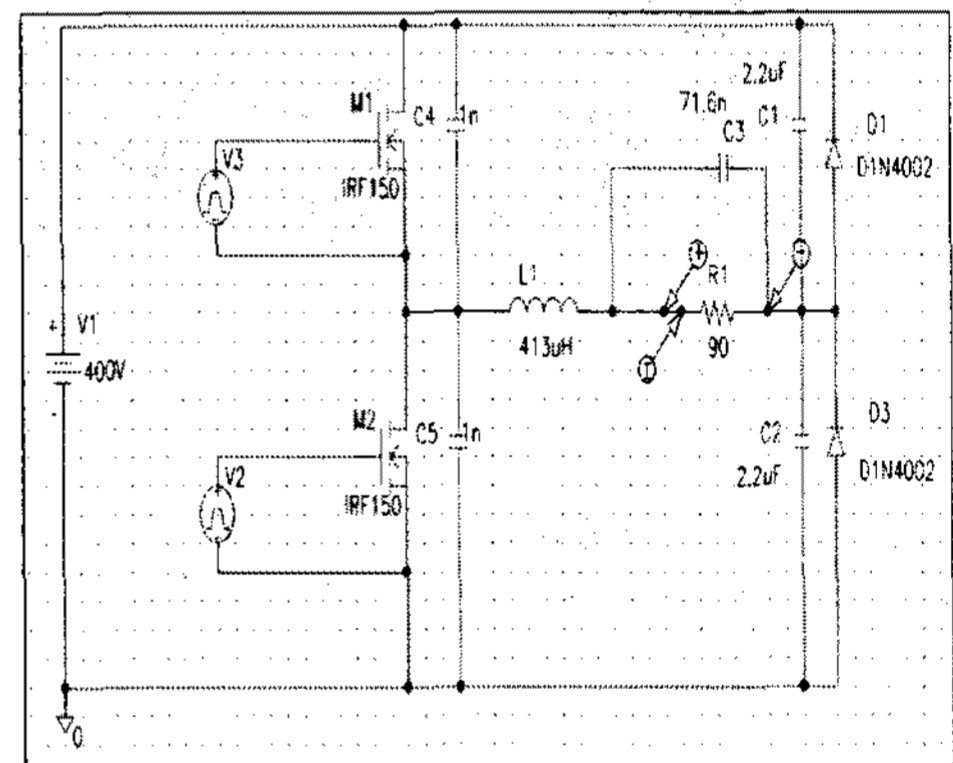 2.2uF
71.6n
M1
C4
1n
C1
C3
D1
V3
D1N4002
IRF150
L1
R1
+
V1
413uH
90
400V
M2
C5
1n
D3
V2
C2
D1N4002
IRF150
2.2uF
0